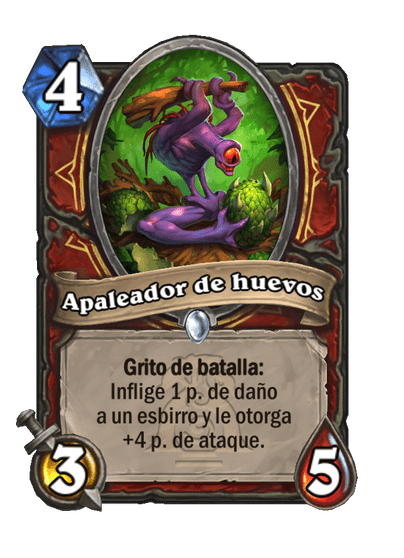 4
Apaleador de huevos
Grito de batalla:
Inflige 1 p. de daño
a un esbirro y le otorga
+4 p. de ataque.
3
5